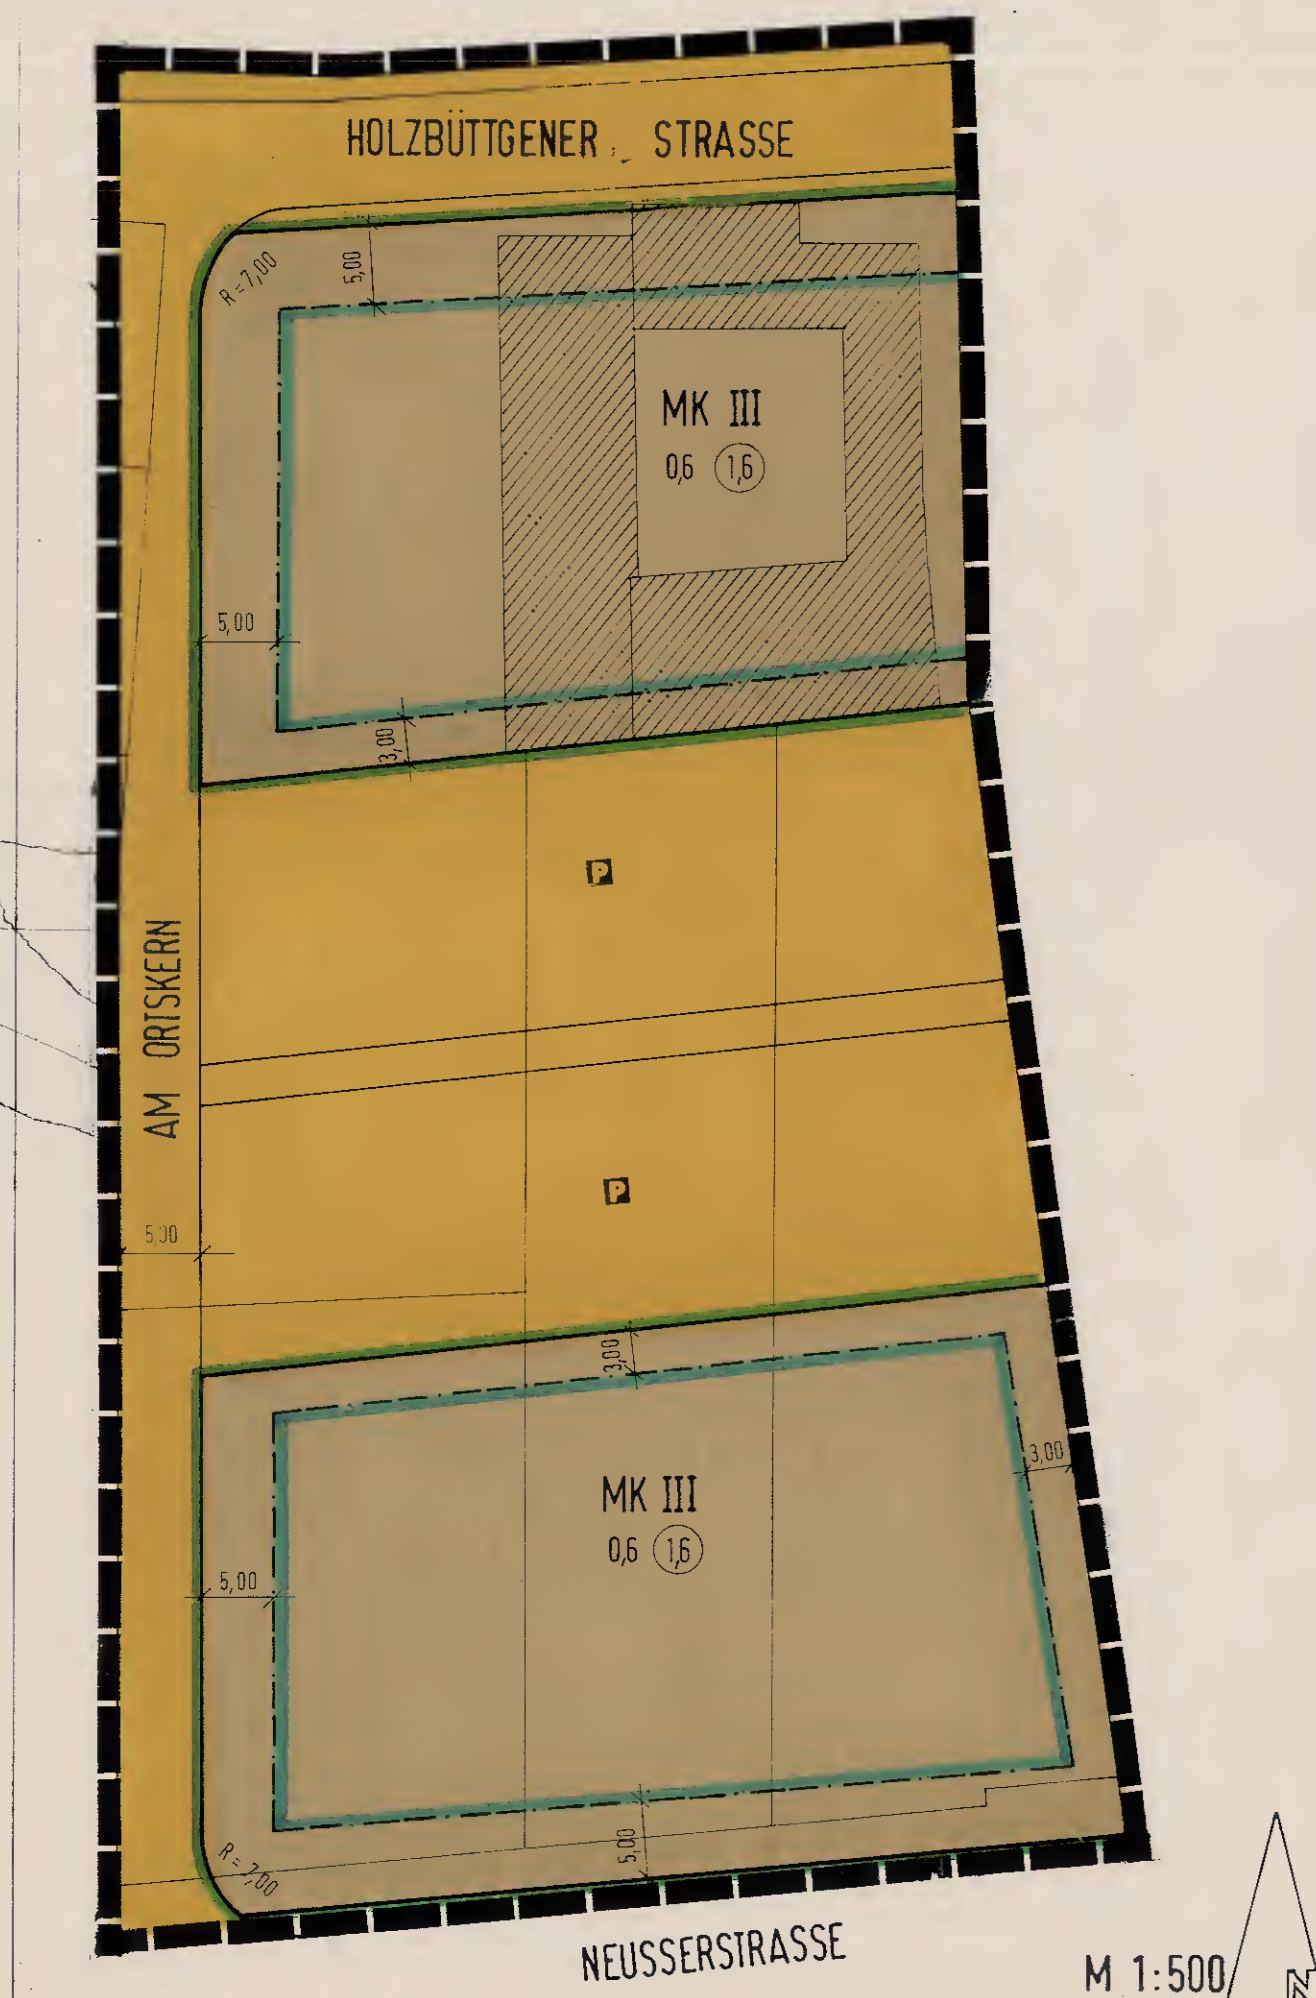 HOLZBÜTTGENER STRASSE
R=7,00
5,00
MK III
0,6 1,6
5,00
3,00
P
AM ORTSKERN
P
5,00
3,00
3,00
MK III
0,6 1,6
5,00
R=7,00
5,00
NEUSSERSTRASSE
M 1:500
N